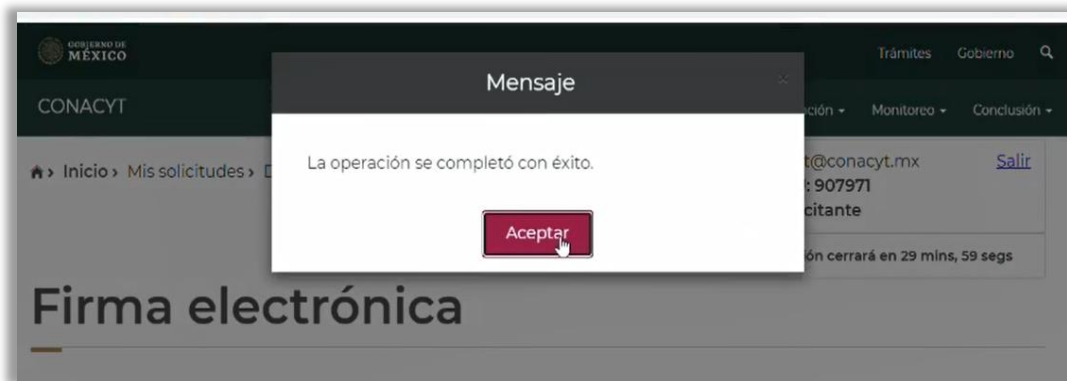 GOBIERNO DE
MÉXICO
Trámites Gobierno
CONACYT
Mensaje
ción Monitoreo Conclusión
La operación se completó con éxito.
Inicio › Mis solicitudes › D
t@conacyt.mx Salir
: 907971
citante
Aceptar
ón cerrará en 29 mins, 59 segs
Firma electrónica